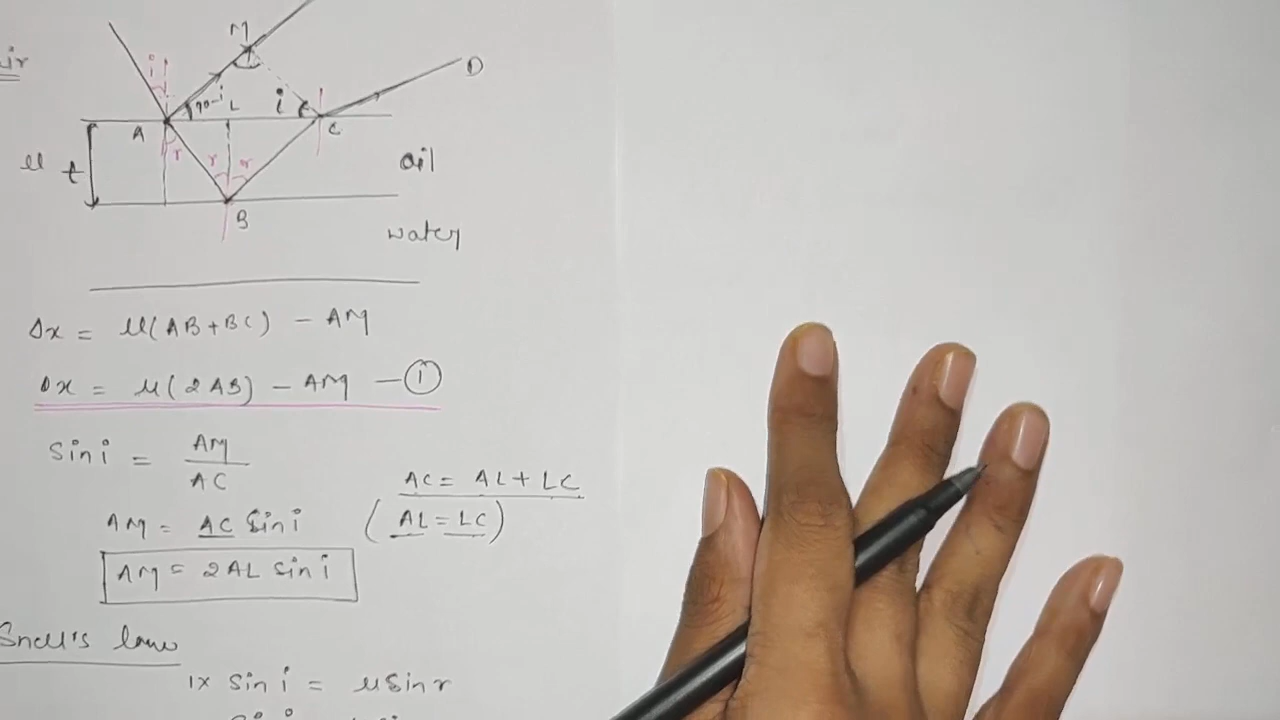 M
D
i
90-i
L
i
A
C
r
r
r
μ
t
oil
B
water
Δx = μ(AB+BC) - AM
Δx = μ(2AB) - AM - ①
Sin i = AM/AC
AC = AL + LC
AM = AC Sin i (AL = LC)
AM = 2AL Sin i
Snell's law
1x Sin i = μ Sin r